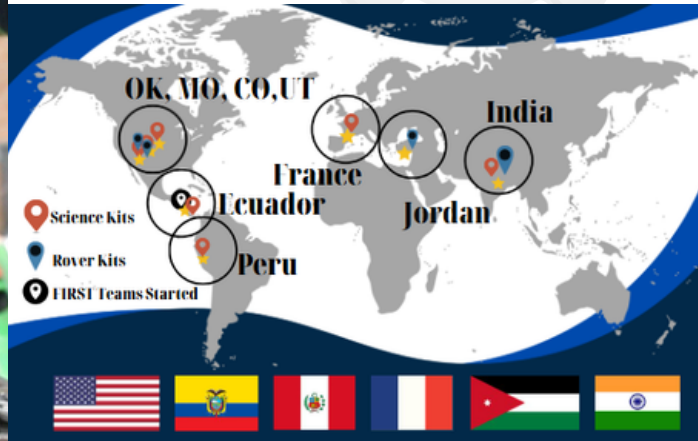 OK, MO, CO,UT
India
France
Ecuador
Jordan
Peru
Science Kits
Rover Kits
FIRST Teams Started